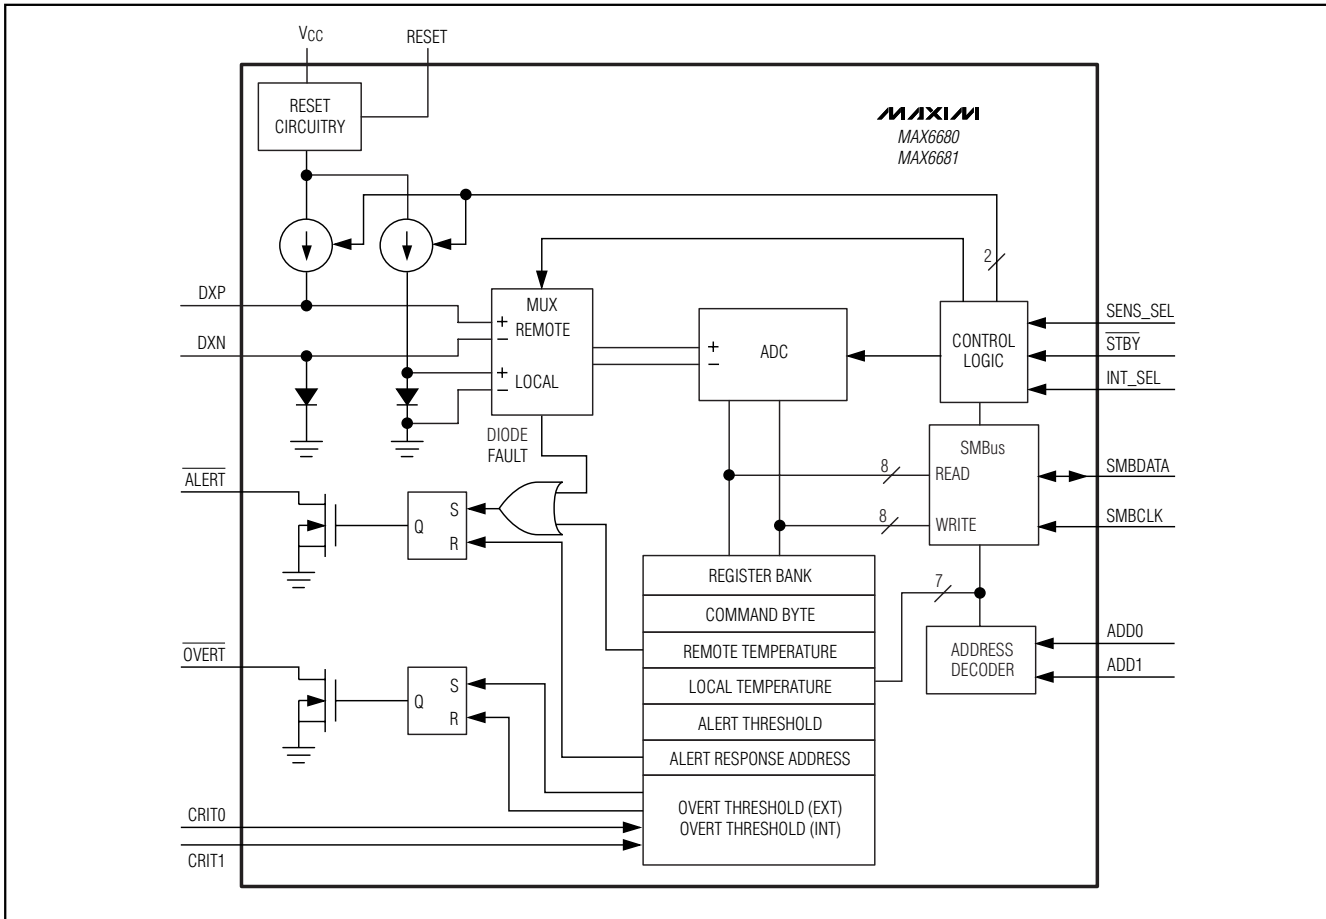 VCC
RESET
RESET
CIRCUITRY
MAXIM
MAX6680
MAX6681
2
DXP
DXN
MUX
REMOTE
+
−
+
−
LOCAL
DIODE
FAULT
+
−
ADC
CONTROL
LOGIC
SENS_SEL
STBY
INT_SEL
SMBus
READ
WRITE
8
8
SMBDATA
SMBCLK
ALERT
Q
S
R
REGISTER BANK
COMMAND BYTE
REMOTE TEMPERATURE
LOCAL TEMPERATURE
ALERT THRESHOLD
ALERT RESPONSE ADDRESS
OVERT THRESHOLD (EXT)
OVERT THRESHOLD (INT)
7
ADDRESS
DECODER
ADD0
ADD1
OVERT
Q
S
R
CRIT0
CRIT1